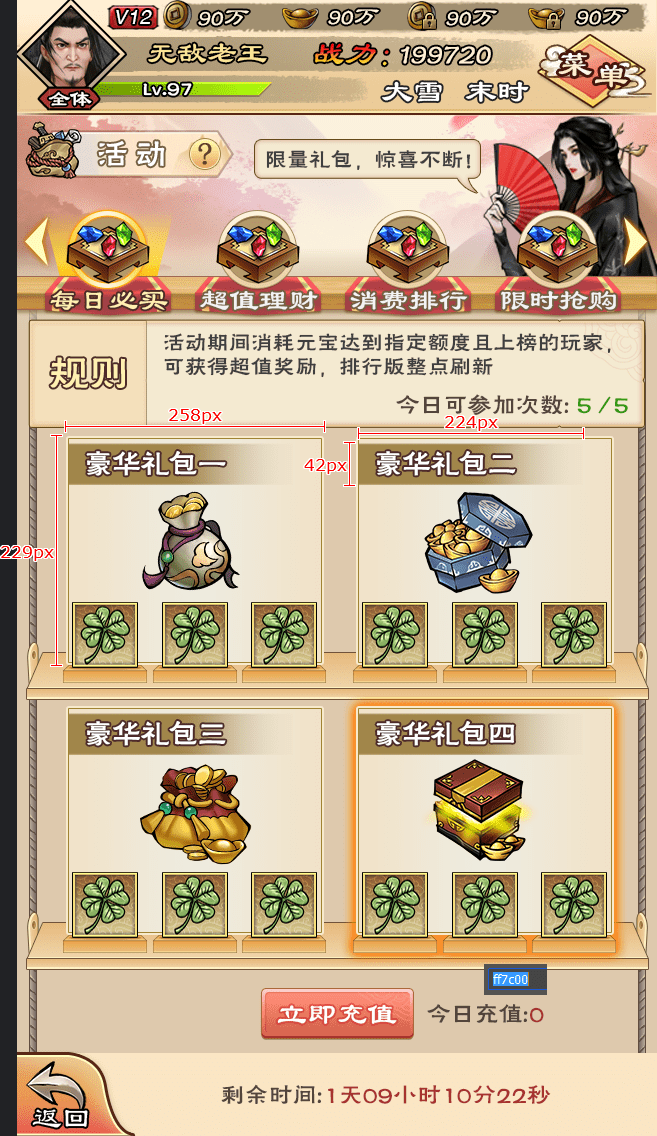 V12 90万 90万 90万 90万
无敌老王 战力：199720
菜单
Lv.97
全体
大雪 未时
活动 ?
限量礼包，惊喜不断！
每日必买 超值理财 消费排行 限时抢购
规则
活动期间消耗元宝达到指定额度且上榜的玩家，
可获得超值奖励，排行版整点刷新
今日可参加次数: 5/5
258px
224px
42px
229px
豪华礼包一
豪华礼包二
豪华礼包三
豪华礼包四
ff7c00
立即充值 今日充值:0
剩余时间:1天09小时10分22秒
返回